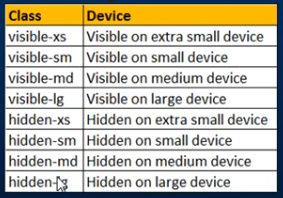 Class Device
visible-xs Visible on extra small device
visible-sm Visible on small device
visible-md Visible on medium device
visible-lg Visible on large device
hidden-xs Hidden on extra small device
hidden-sm Hidden on small device
hidden-md Hidden on medium device
Hidden on large device